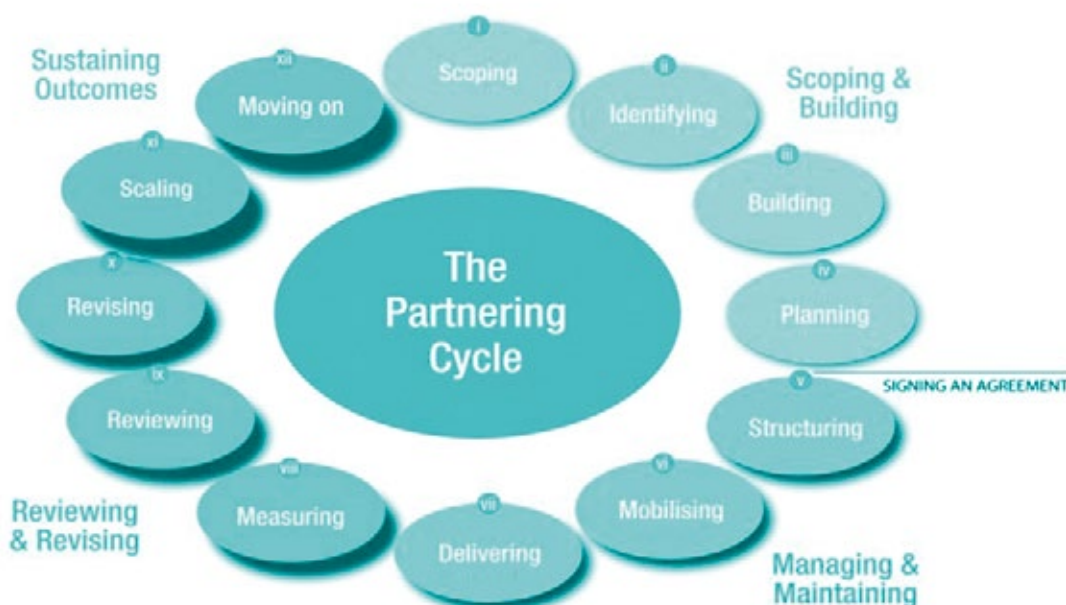 The
Partnering
Cycle
i
Scoping
ii
Identifying
Scoping &
Building
iii
Building
iv
Planning
SIGNING AN AGREEMENT
v
Structuring
vi
Mobilising
Managing &
Maintaining
vii
Delivering
viii
Measuring
ix
Reviewing
Reviewing
& Revising
x
Revising
xi
Scaling
xii
Moving on
Sustaining
Outcomes